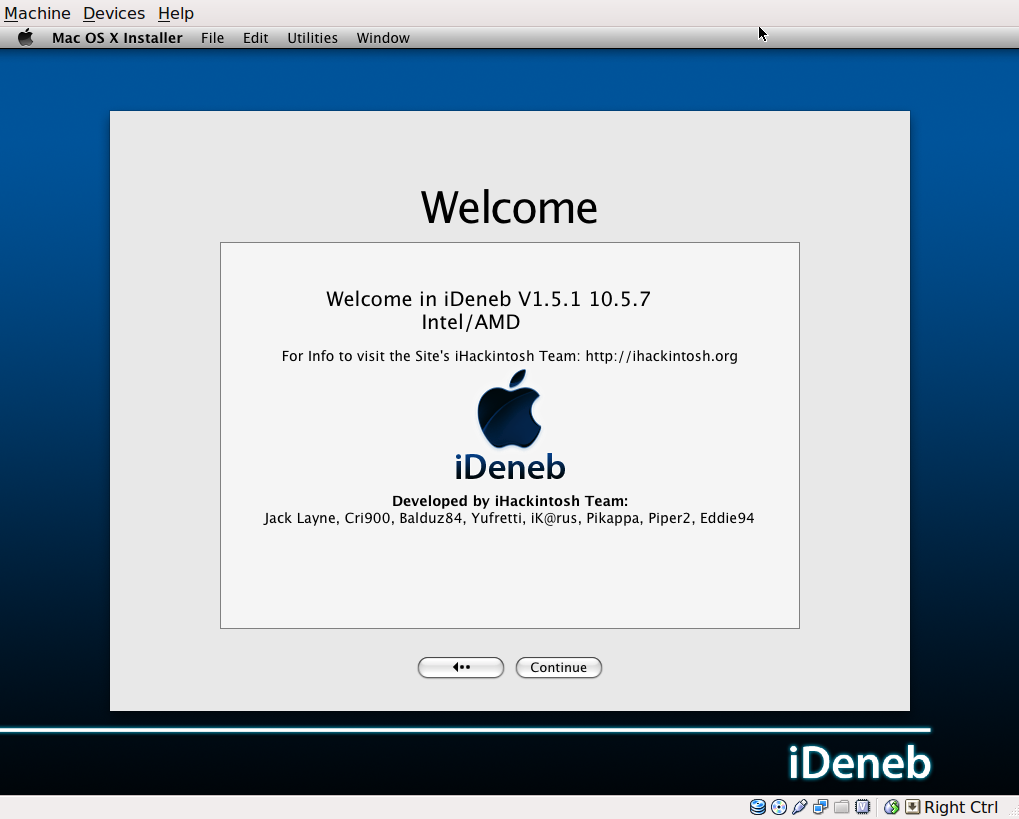 Machine Devices Help
Mac OS X Installer File Edit Utilities Window
Welcome
Welcome in iDeneb V1.5.1 10.5.7
Intel/AMD
For Info to visit the Site's iHackintosh Team: http://ihackintosh.org
iDeneb
Developed by iHackintosh Team:
Jack Layne, Cri900, Balduz84, Yufretti, iK@rus, Pikappa, Piper2, Eddie94
Continue
iDeneb
Right Ctrl